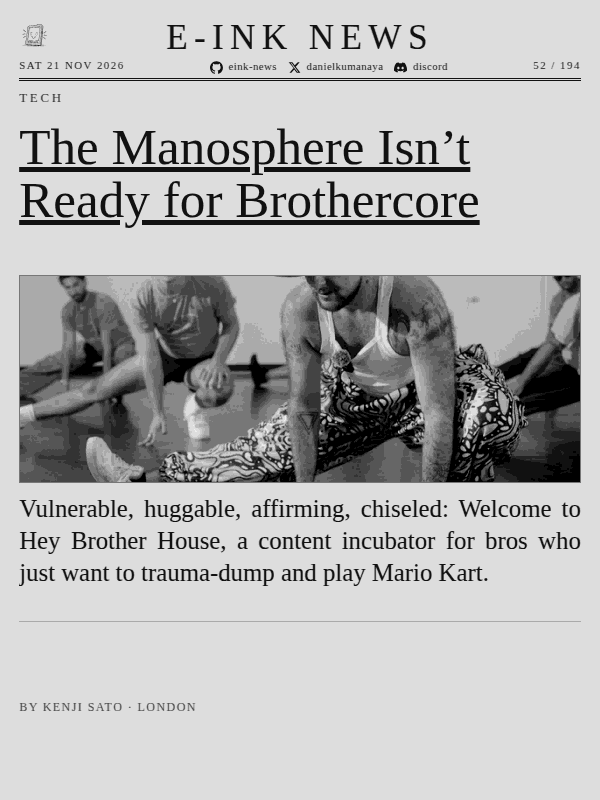 E-INK NEWS
SAT 21 NOV 2026
eink-news
danielkumanaya
discord
52 / 194
TECH
The Manosphere Isn’t
Ready for Brothercore
Vulnerable, huggable, affirming, chiseled: Welcome to
Hey Brother House, a content incubator for bros who
just want to trauma-dump and play Mario Kart.
BY KENJI SATO · LONDON